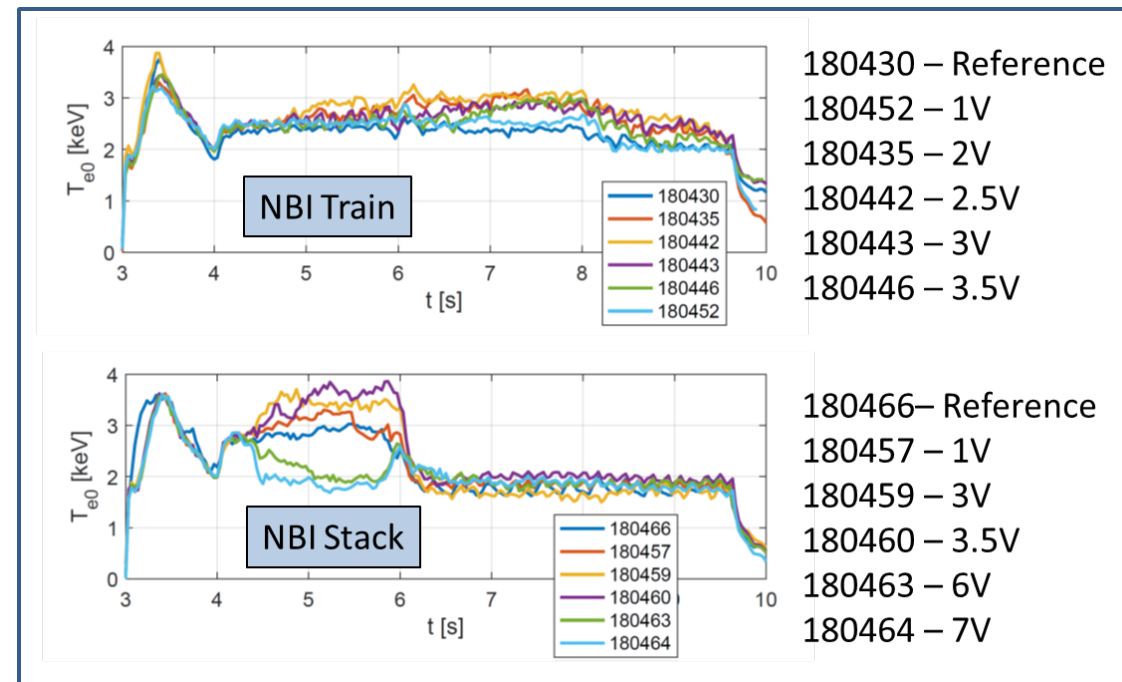 4
3
2
1
0
T_e0 [keV]
3 4 5 6 7 8 9 10
t [s]
NBI Train
180430
180435
180442
180443
180446
180452
180430 – Reference
180452 – 1V
180435 – 2V
180442 – 2.5V
180443 – 3V
180446 – 3.5V
4
3
2
1
0
T_e0 [keV]
3 4 5 6 7 8 9 10
t [s]
NBI Stack
180466
180457
180459
180460
180463
180464
180466– Reference
180457 – 1V
180459 – 3V
180460 – 3.5V
180463 – 6V
180464 – 7V